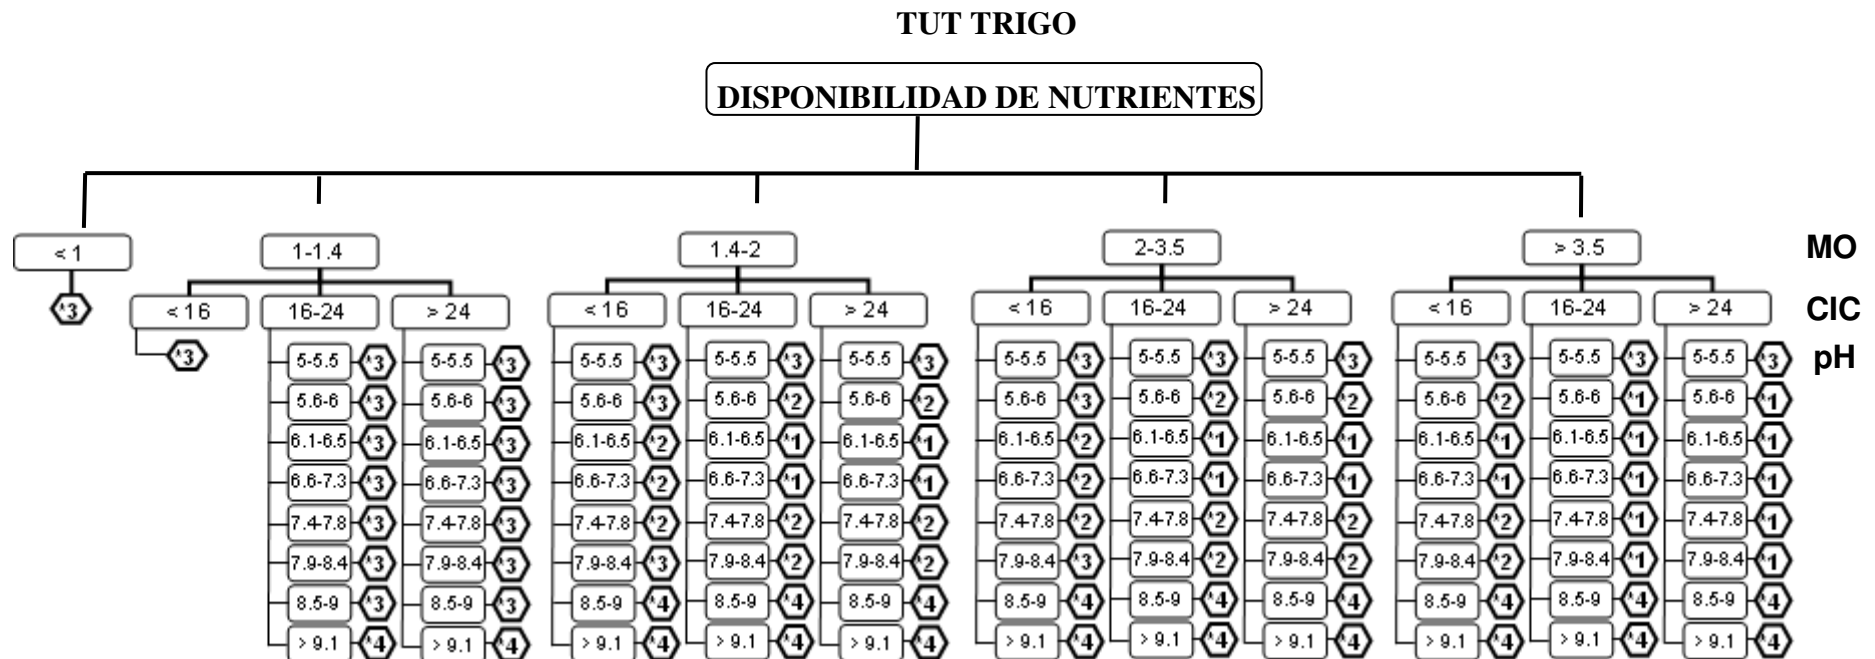 TUT TRIGO
DISPONIBILIDAD DE NUTRIENTES
< 1 1-1.4 1.4-2 2-3.5 > 3.5 MO
*3 < 16 16-24 > 24 < 16 16-24 > 24 < 16 16-24 > 24 < 16 16-24 > 24 CIC
*3 5-5.5 *3 5-5.5 *3 5-5.5 *3 5-5.5 *3 5-5.5 *3 5-5.5 *3 5-5.5 *3 5-5.5 *3 5-5.5 *3 5-5.5 *3 5-5.5 *3 pH
5.6-6 *3 5.6-6 *3 5.6-6 *3 5.6-6 *2 5.6-6 *2 5.6-6 *3 5.6-6 *2 5.6-6 *2 5.6-6 *2 5.6-6 *1 5.6-6 *1
6.1-6.5 *3 6.1-6.5 *3 6.1-6.5 *2 6.1-6.5 *1 6.1-6.5 *1 6.1-6.5 *2 6.1-6.5 *1 6.1-6.5 *1 6.1-6.5 *1 6.1-6.5 *1 6.1-6.5 *1
6.6-7.3 *3 6.6-7.3 *3 6.6-7.3 *2 6.6-7.3 *1 6.6-7.3 *1 6.6-7.3 *2 6.6-7.3 *1 6.6-7.3 *1 6.6-7.3 *1 6.6-7.3 *1 6.6-7.3 *1
7.4-7.8 *3 7.4-7.8 *3 7.4-7.8 *2 7.4-7.8 *2 7.4-7.8 *2 7.4-7.8 *2 7.4-7.8 *2 7.4-7.8 *2 7.4-7.8 *2 7.4-7.8 *1 7.4-7.8 *1
7.9-8.4 *3 7.9-8.4 *3 7.9-8.4 *3 7.9-8.4 *2 7.9-8.4 *2 7.9-8.4 *3 7.9-8.4 *2 7.9-8.4 *2 7.9-8.4 *2 7.9-8.4 *1 7.9-8.4 *1
8.5-9 *3 8.5-9 *3 8.5-9 *4 8.5-9 *4 8.5-9 *4 8.5-9 *4 8.5-9 *4 8.5-9 *4 8.5-9 *4 8.5-9 *4 8.5-9 *4
> 9.1 *4 > 9.1 *4 > 9.1 *4 > 9.1 *4 > 9.1 *4 > 9.1 *4 > 9.1 *4 > 9.1 *4 > 9.1 *4 > 9.1 *4 > 9.1 *4